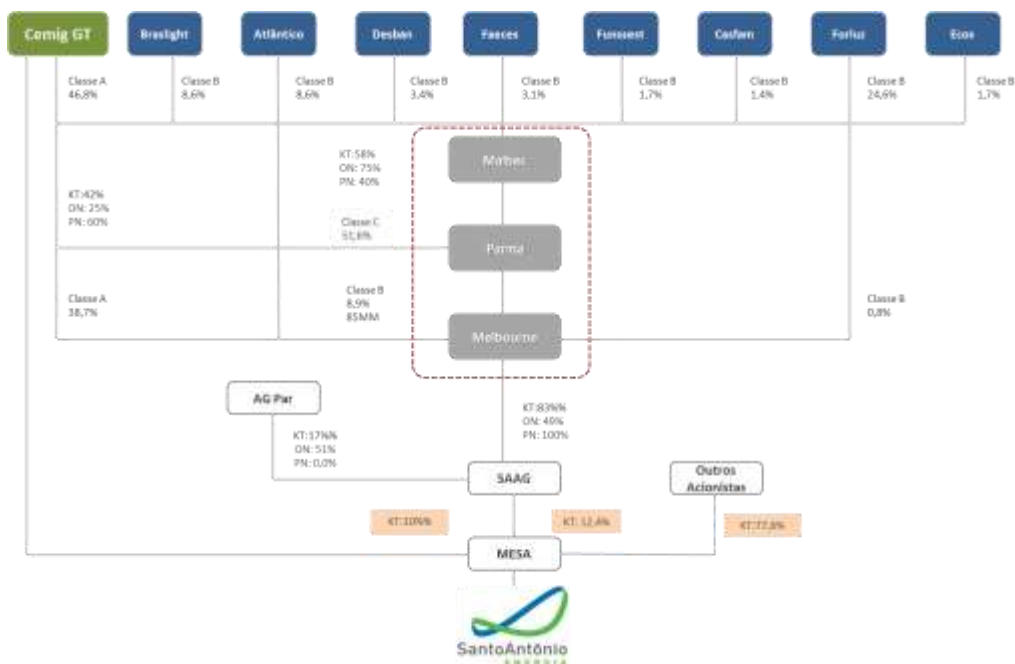 Cemig GT
Braslight
Atlântico
Desban
Faeces
Fundiest
Casfam
Forluz
Ecos
Classe A
46,8%
Classe B
8,6%
Classe B
8,6%
Classe B
3,4%
Classe B
3,1%
Classe B
1,7%
Classe B
1,4%
Classe B
24,6%
Classe B
1,7%
KT:58%
ON: 75%
PN: 40%
KT:42%
ON: 25%
PN: 60%
Classe C
51,6%
Parma
Classe A
38,7%
Classe B
8,9%
85MM
Classe B
0,8%
Melbourne
AG Par
KT:83%%
ON: 49%
PN: 100%
KT:17%%
ON: 51%
PN: 0,0%
SAAG
Outros
Acionistas
KT:10%%
KT: 12,4%
KT:77,6%
MESA
SantoAntônio
ENERGIA